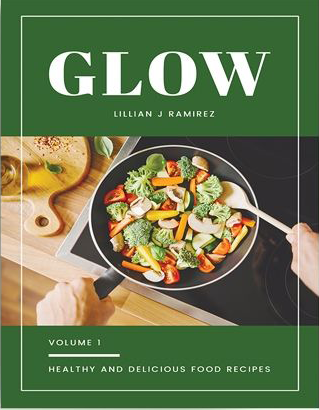 GLOW
LILLIAN J RAMIREZ
VOLUME 1
HEALTHY AND DELICIOUS FOOD RECIPES